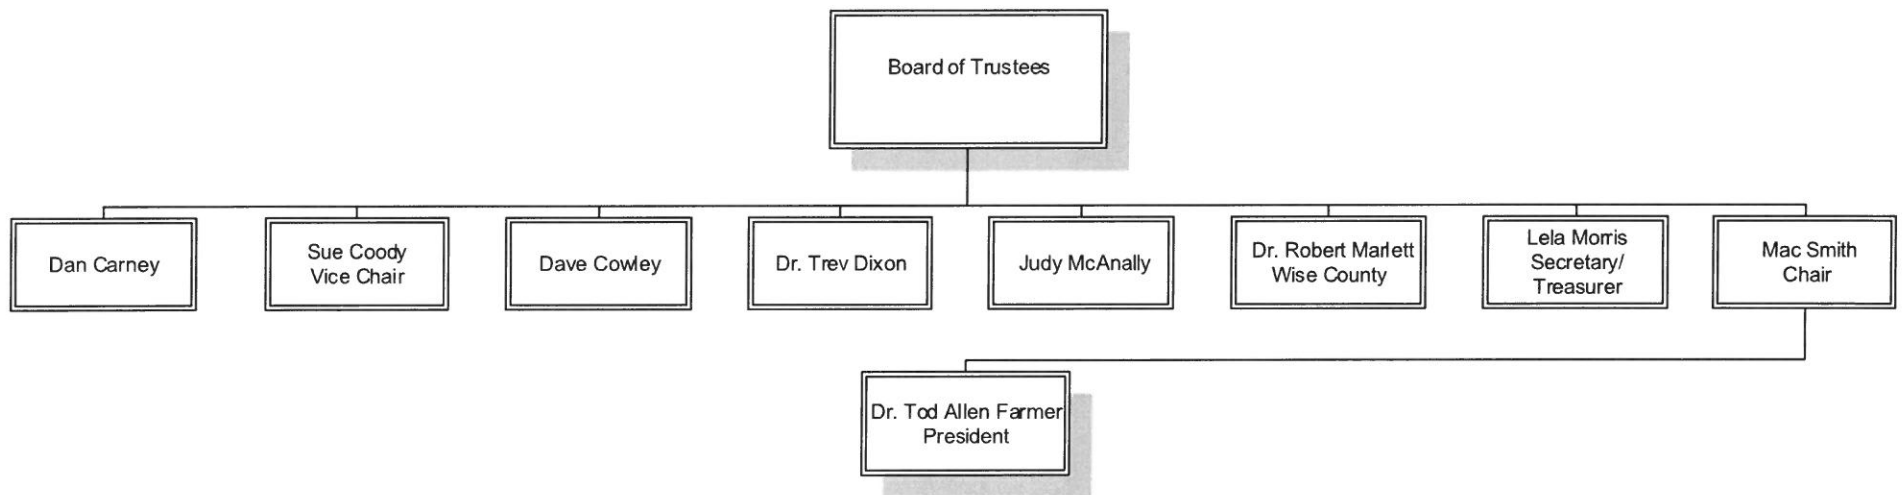 Board of Trustees
Dan Carney
Sue Coody
Vice Chair
Dave Cowley
Dr. Trev Dixon
Judy McAnally
Dr. Robert Marlett
Wise County
Lela Morris
Secretary/
Treasurer
Mac Smith
Chair
Dr. Tod Allen Farmer
President